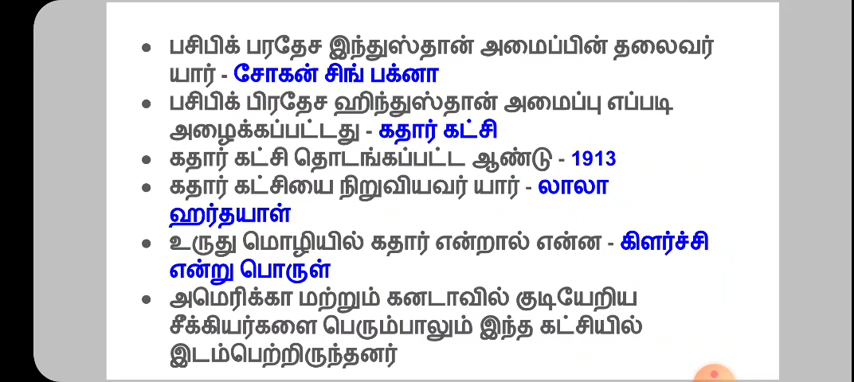 • பசிபிக் பரதேச இந்துஸ்தான் அமைப்பின் தலைவர்
யார் - சோகன் சிங் பக்னா
• பசிபிக் பிரதேச ஹிந்துஸ்தான் அமைப்பு எப்படி
அழைக்கப்பட்டது - கதார் கட்சி
• கதார் கட்சி தொடங்கப்பட்ட ஆண்டு - 1913
• கதார் கட்சியை நிறுவியவர் யார் - லாலா
ஹர்தயாள்
• உருது மொழியில் கதார் என்றால் என்ன - கிளர்ச்சி
என்று பொருள்
• அமெரிக்கா மற்றும் கனடாவில் குடியேறிய
சீக்கியர்களை பெரும்பாலும் இந்த கட்சியில்
இடம்பெற்றிருந்தனர்